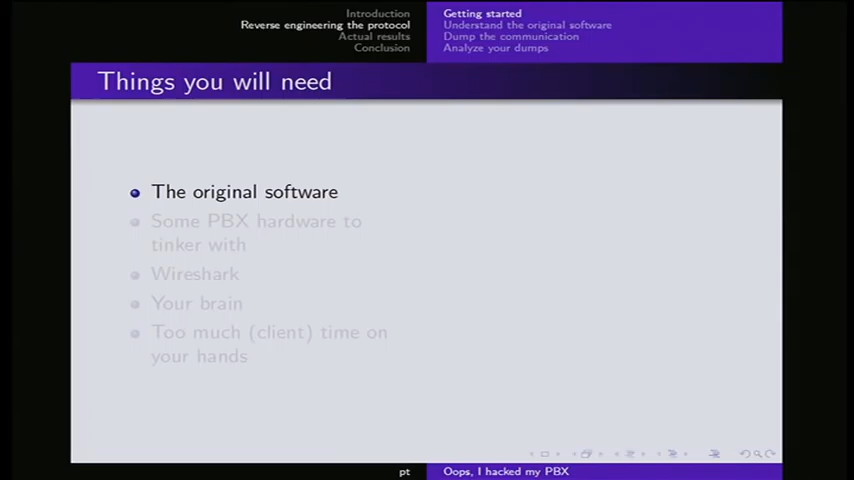 Introduction
Reverse engineering the protocol
Actual results
Conclusion
Getting started
Understand the original software
Dump the communication
Analyze your dumps
Things you will need
The original software
Some PBX hardware to
tinker with
Wireshark
Your brain
Too much (client) time on
your hands
pt
Oops, I hacked my PBX